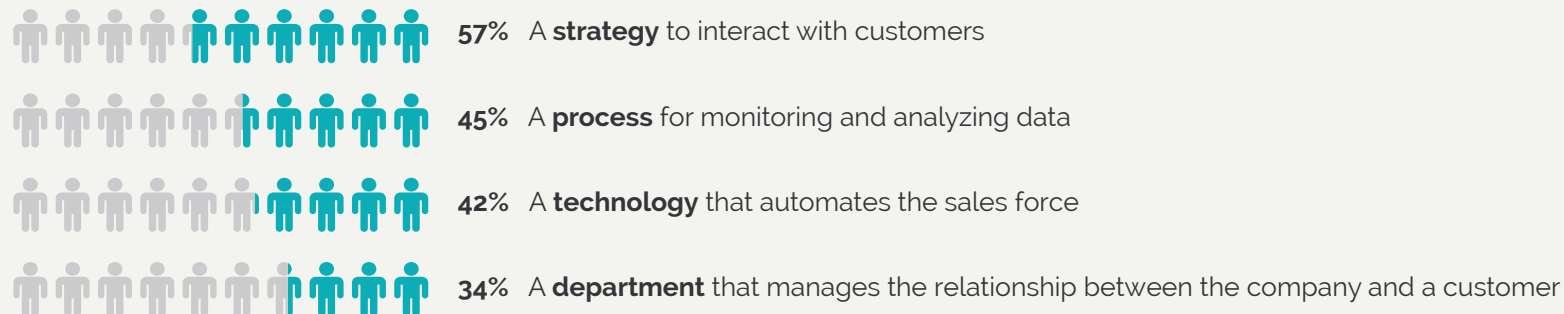 57% A strategy to interact with customers
45% A process for monitoring and analyzing data
42% A technology that automates the sales force
34% A department that manages the relationship between the company and a customer